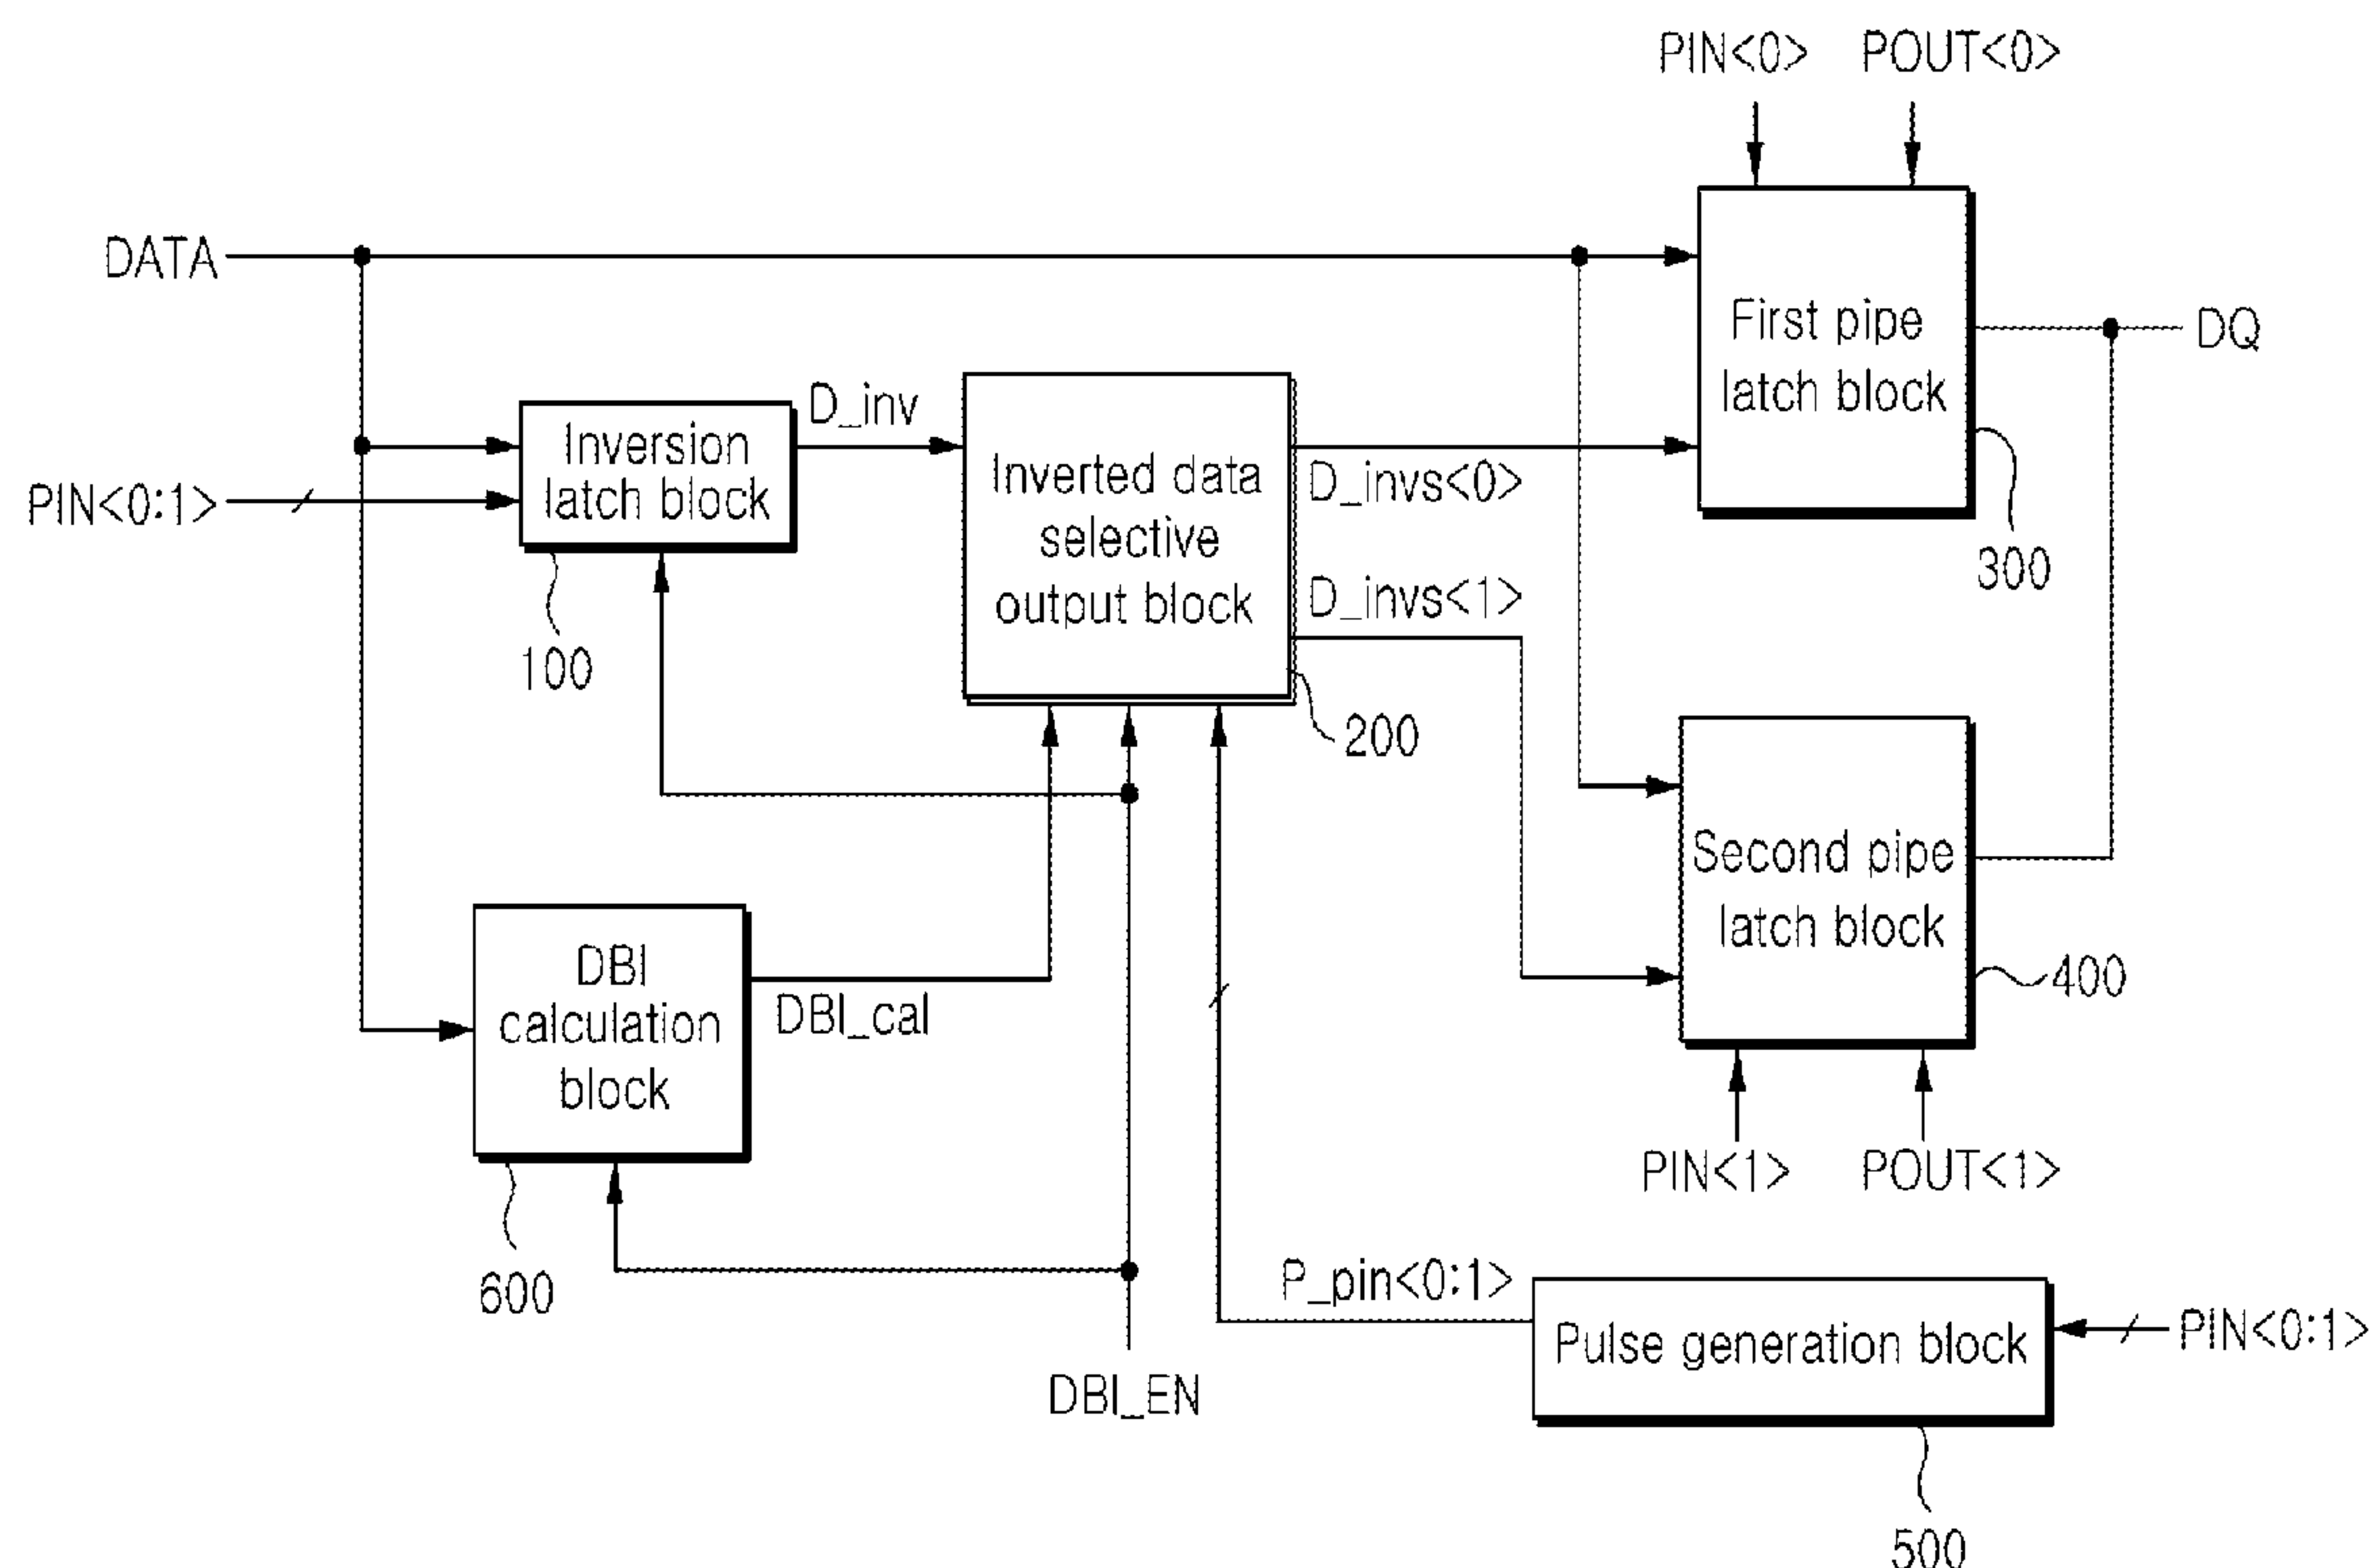 PIN<0> POUT<0>
DATA
First pipe
latch block
DQ
D_inv
Inversion
latch block
PIN<0:1>
Inverted data
selective
output block
D_invs<0>
D_invs<1>
300
100
200
Second pipe
latch block
400
DBI
calculation
block
DBI_cal
PIN<1> POUT<1>
600
P_pin<0:1>
Pulse generation block
PIN<0:1>
DBI_EN
500